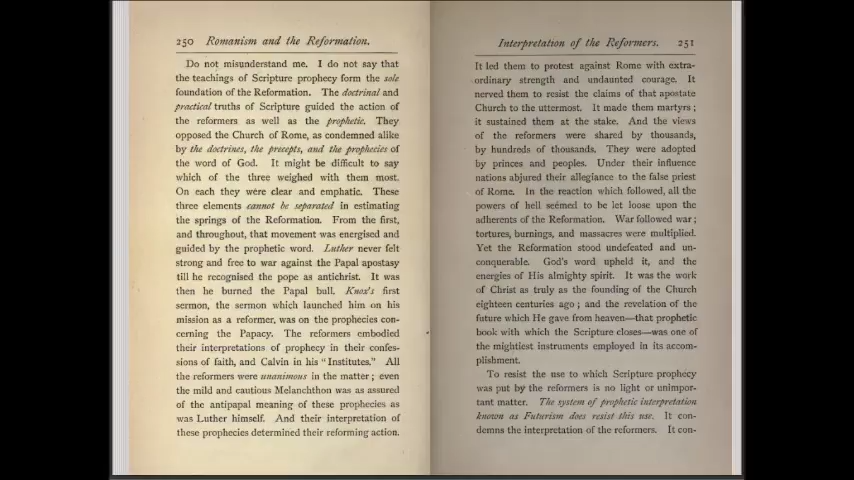 250 Romanism and the Reformation.
Do not misunderstand me. I do not say that
the teachings of Scripture prophecy form the sole
foundation of the Reformation. The doctrinal and
practical truths of Scripture guided the action of
the reformers as well as the prophetic. They
opposed the Church of Rome, as condemned alike
by the doctrines, the precepts, and the prophecies of
the word of God. It might be difficult to say
which of the three weighed with them most.
On each they were clear and emphatic. These
three elements cannot be separated in estimating
the springs of the Reformation. From the first,
and throughout, that movement was energised and
guided by the prophetic word. Luther never felt
strong and free to war against the Papal apostasy
till he recognised the pope as antichrist. It was
then he burned the Papal bull. Knox's first
sermon, the sermon which launched him on his
mission as a reformer, was on the prophecies con-
cerning the Papacy. The reformers embodied
their interpretations of prophecy in their confes-
sions of faith, and Calvin in his "Institutes." All
the reformers were unanimous in the matter; even
the mild and cautious Melanchthon was as assured
of the antipapal meaning of these prophecies as
was Luther himself. And their interpretation of
these prophecies determined their reforming action.
Interpretation of the Reformers. 251
It led them to protest against Rome with extra-
ordinary strength and undaunted courage. It
nerved them to resist the claims of that apostate
Church to the uttermost. It made them martyrs;
it sustained them at the stake. And the views
of the reformers were shared by thousands,
by hundreds of thousands. They were adopted
by princes and peoples. Under their influence
nations abjured their allegiance to the false priest
of Rome. In the reaction which followed, all the
powers of hell seemed to be let loose upon the
adherents of the Reformation. War followed war;
tortures, burnings, and massacres were multiplied.
Yet the Reformation stood undefeated and un-
conquerable. God's word upheld it, and the
energies of His almighty spirit. It was the work
of Christ as truly as the founding of the Church
eighteen centuries ago; and the revelation of the
future which He gave from heaven—that prophetic
book with which the Scripture closes—was one of
the mightiest instruments employed in its accom-
plishment.
To resist the use to which Scripture prophecy
was put by the reformers is no light or unimpor-
tant matter. The system of prophetic interpretation
known as Futurism does resist this use. It con-
demns the interpretation of the reformers. It con-